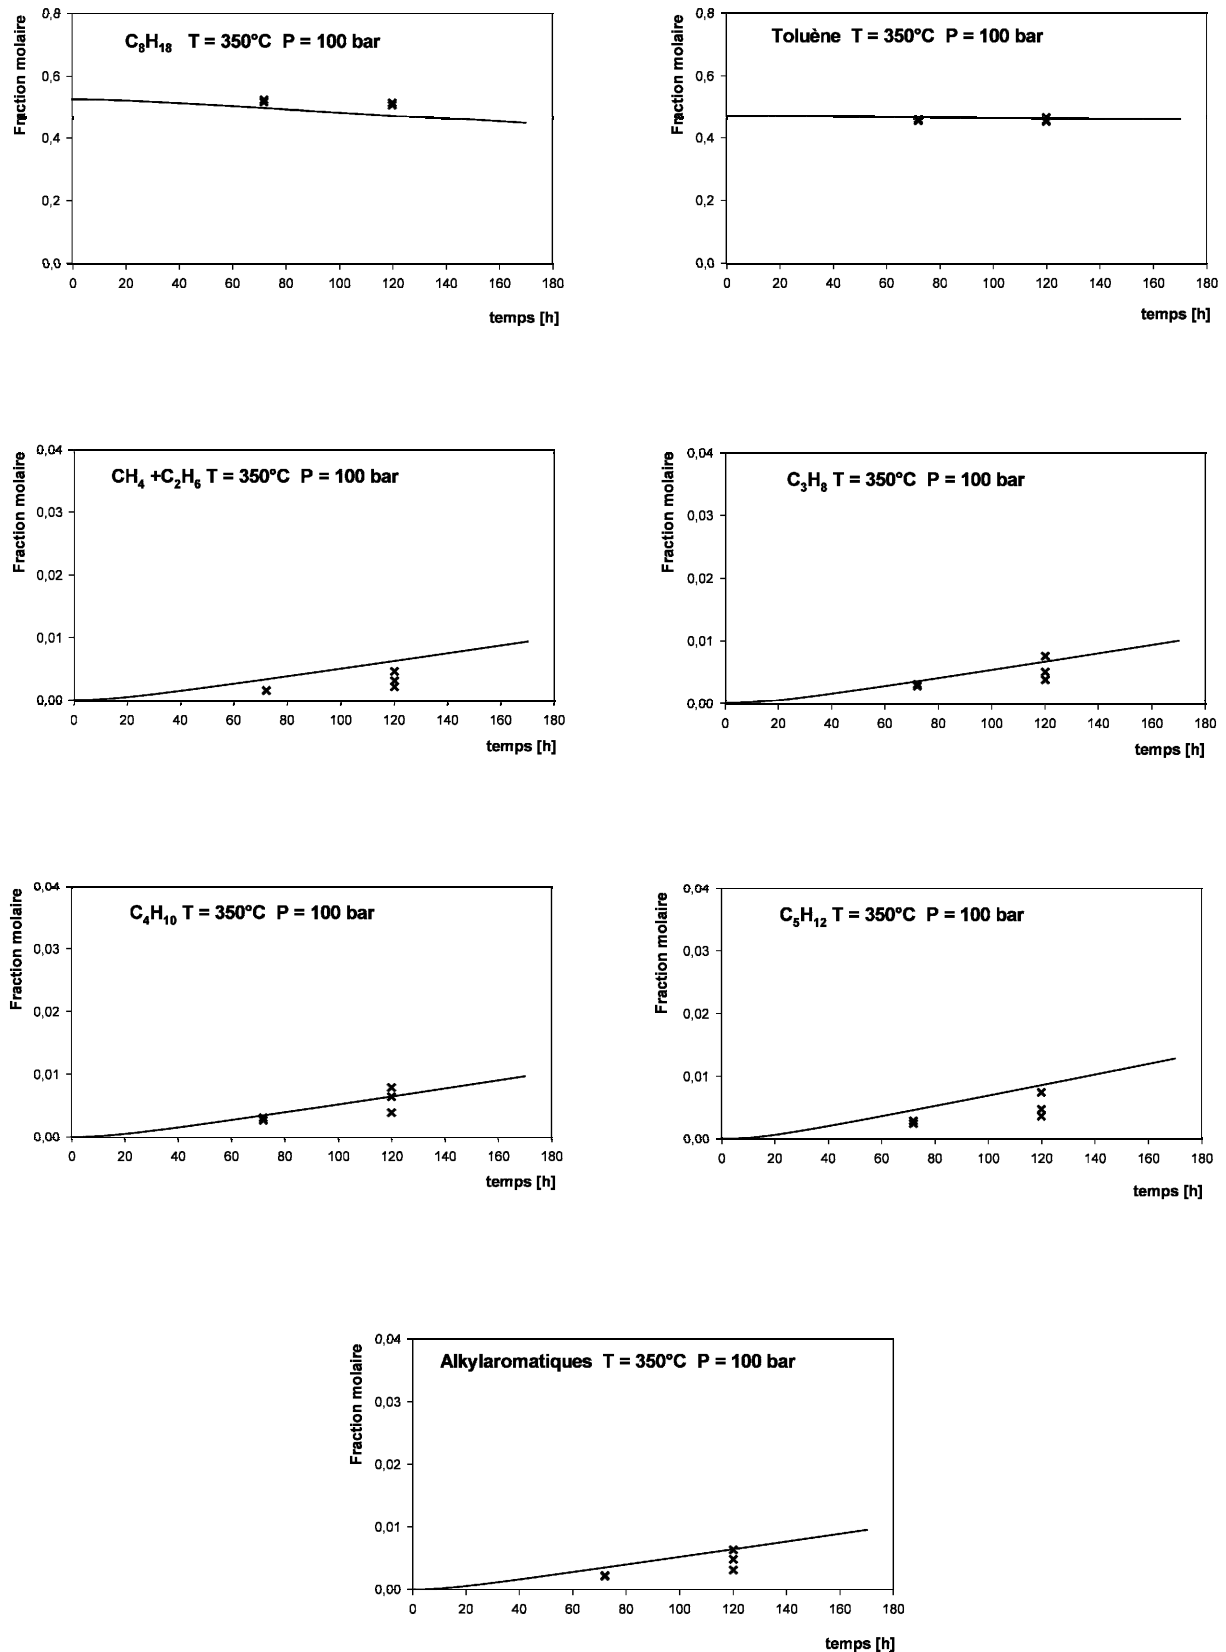 C8H18 T = 350°C P = 100 bar
Fraction molaire
0,8
0,6
0,4
0,2
0,0
0 20 40 60 80 100 120 140 160 180
temps [h]
Toluène T = 350°C P = 100 bar
Fraction molaire
0,8
0,6
0,4
0,2
0,0
0 20 40 60 80 100 120 140 160 180
temps [h]
CH4 +C2H6 T = 350°C P = 100 bar
Fraction molaire
0,04
0,03
0,02
0,01
0,00
0 20 40 60 80 100 120 140 160 180
temps [h]
C3H8 T = 350°C P = 100 bar
Fraction molaire
0,04
0,03
0,02
0,01
0,00
0 20 40 60 80 100 120 140 160 180
temps [h]
C4H10 T = 350°C P = 100 bar
Fraction molaire
0,04
0,03
0,02
0,01
0,00
0 20 40 60 80 100 120 140 160 180
temps [h]
C5H12 T = 350°C P = 100 bar
Fraction molaire
0,04
0,03
0,02
0,01
0,00
0 20 40 60 80 100 120 140 160 180
temps [h]
Alkylaromatiques T = 350°C P = 100 bar
Fraction molaire
0,04
0,03
0,02
0,01
0,00
0 20 40 60 80 100 120 140 160 180
temps [h]